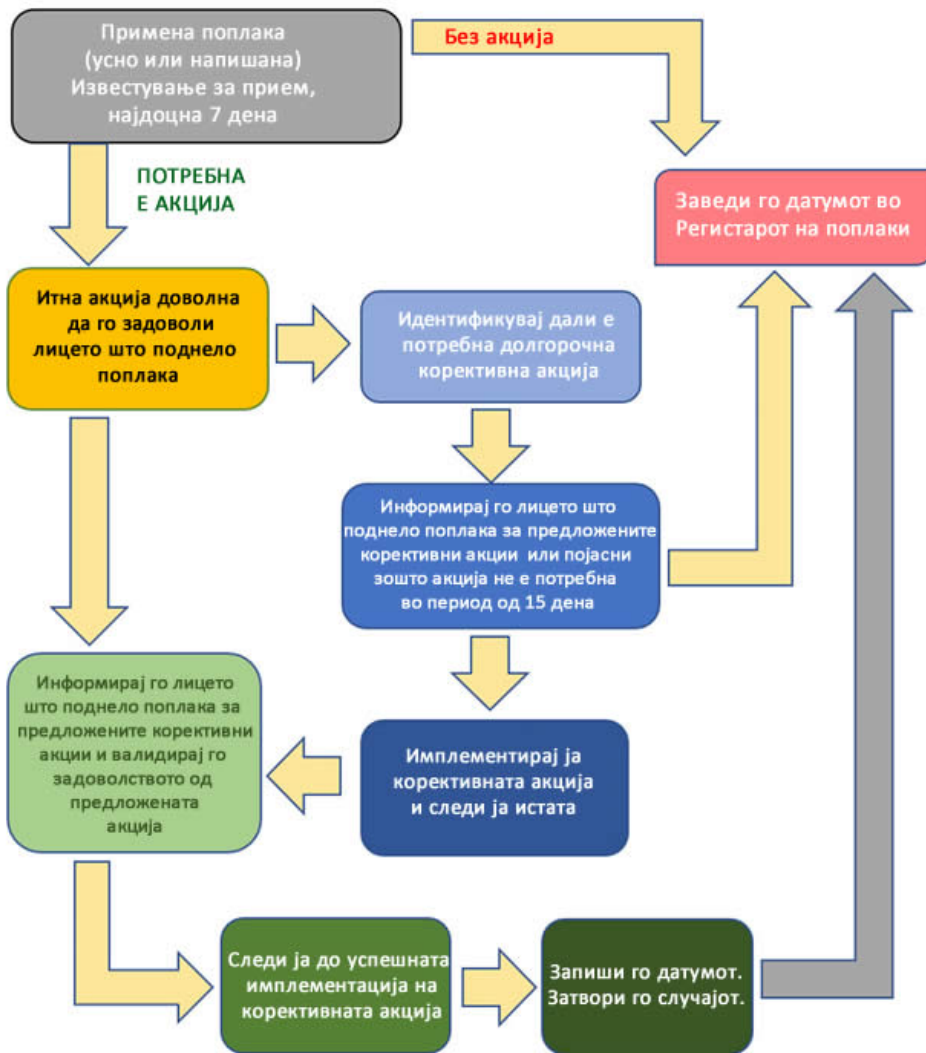 Примена поплака
(усно или напишана)
Известување за прием,
најдоцна 7 дена
Без акција
ПОТРЕБНА
Е АКЦИЈА
Заведи го датумот во
Регистарот на поплаки
Итна акција доволна
да го задоволи
лицето што поднело
поплака
Идентификувај дали е
потребна долгорочна
корективна акција
Информирај го лицето што
поднело поплака за предложените
корективни акции или појасни
зошто акција не е потребна
во период од 15 дена
Информирај го лицето
што поднело поплака за
предложените корективни
акции и валидирај го
задоволството од
предложената
акција
Имплементирај ја
корективната акција
и следи ја истата
Следи ја до успешната
имплементација на
корективната акција
Запиши го датумот.
Затвори го случајот.